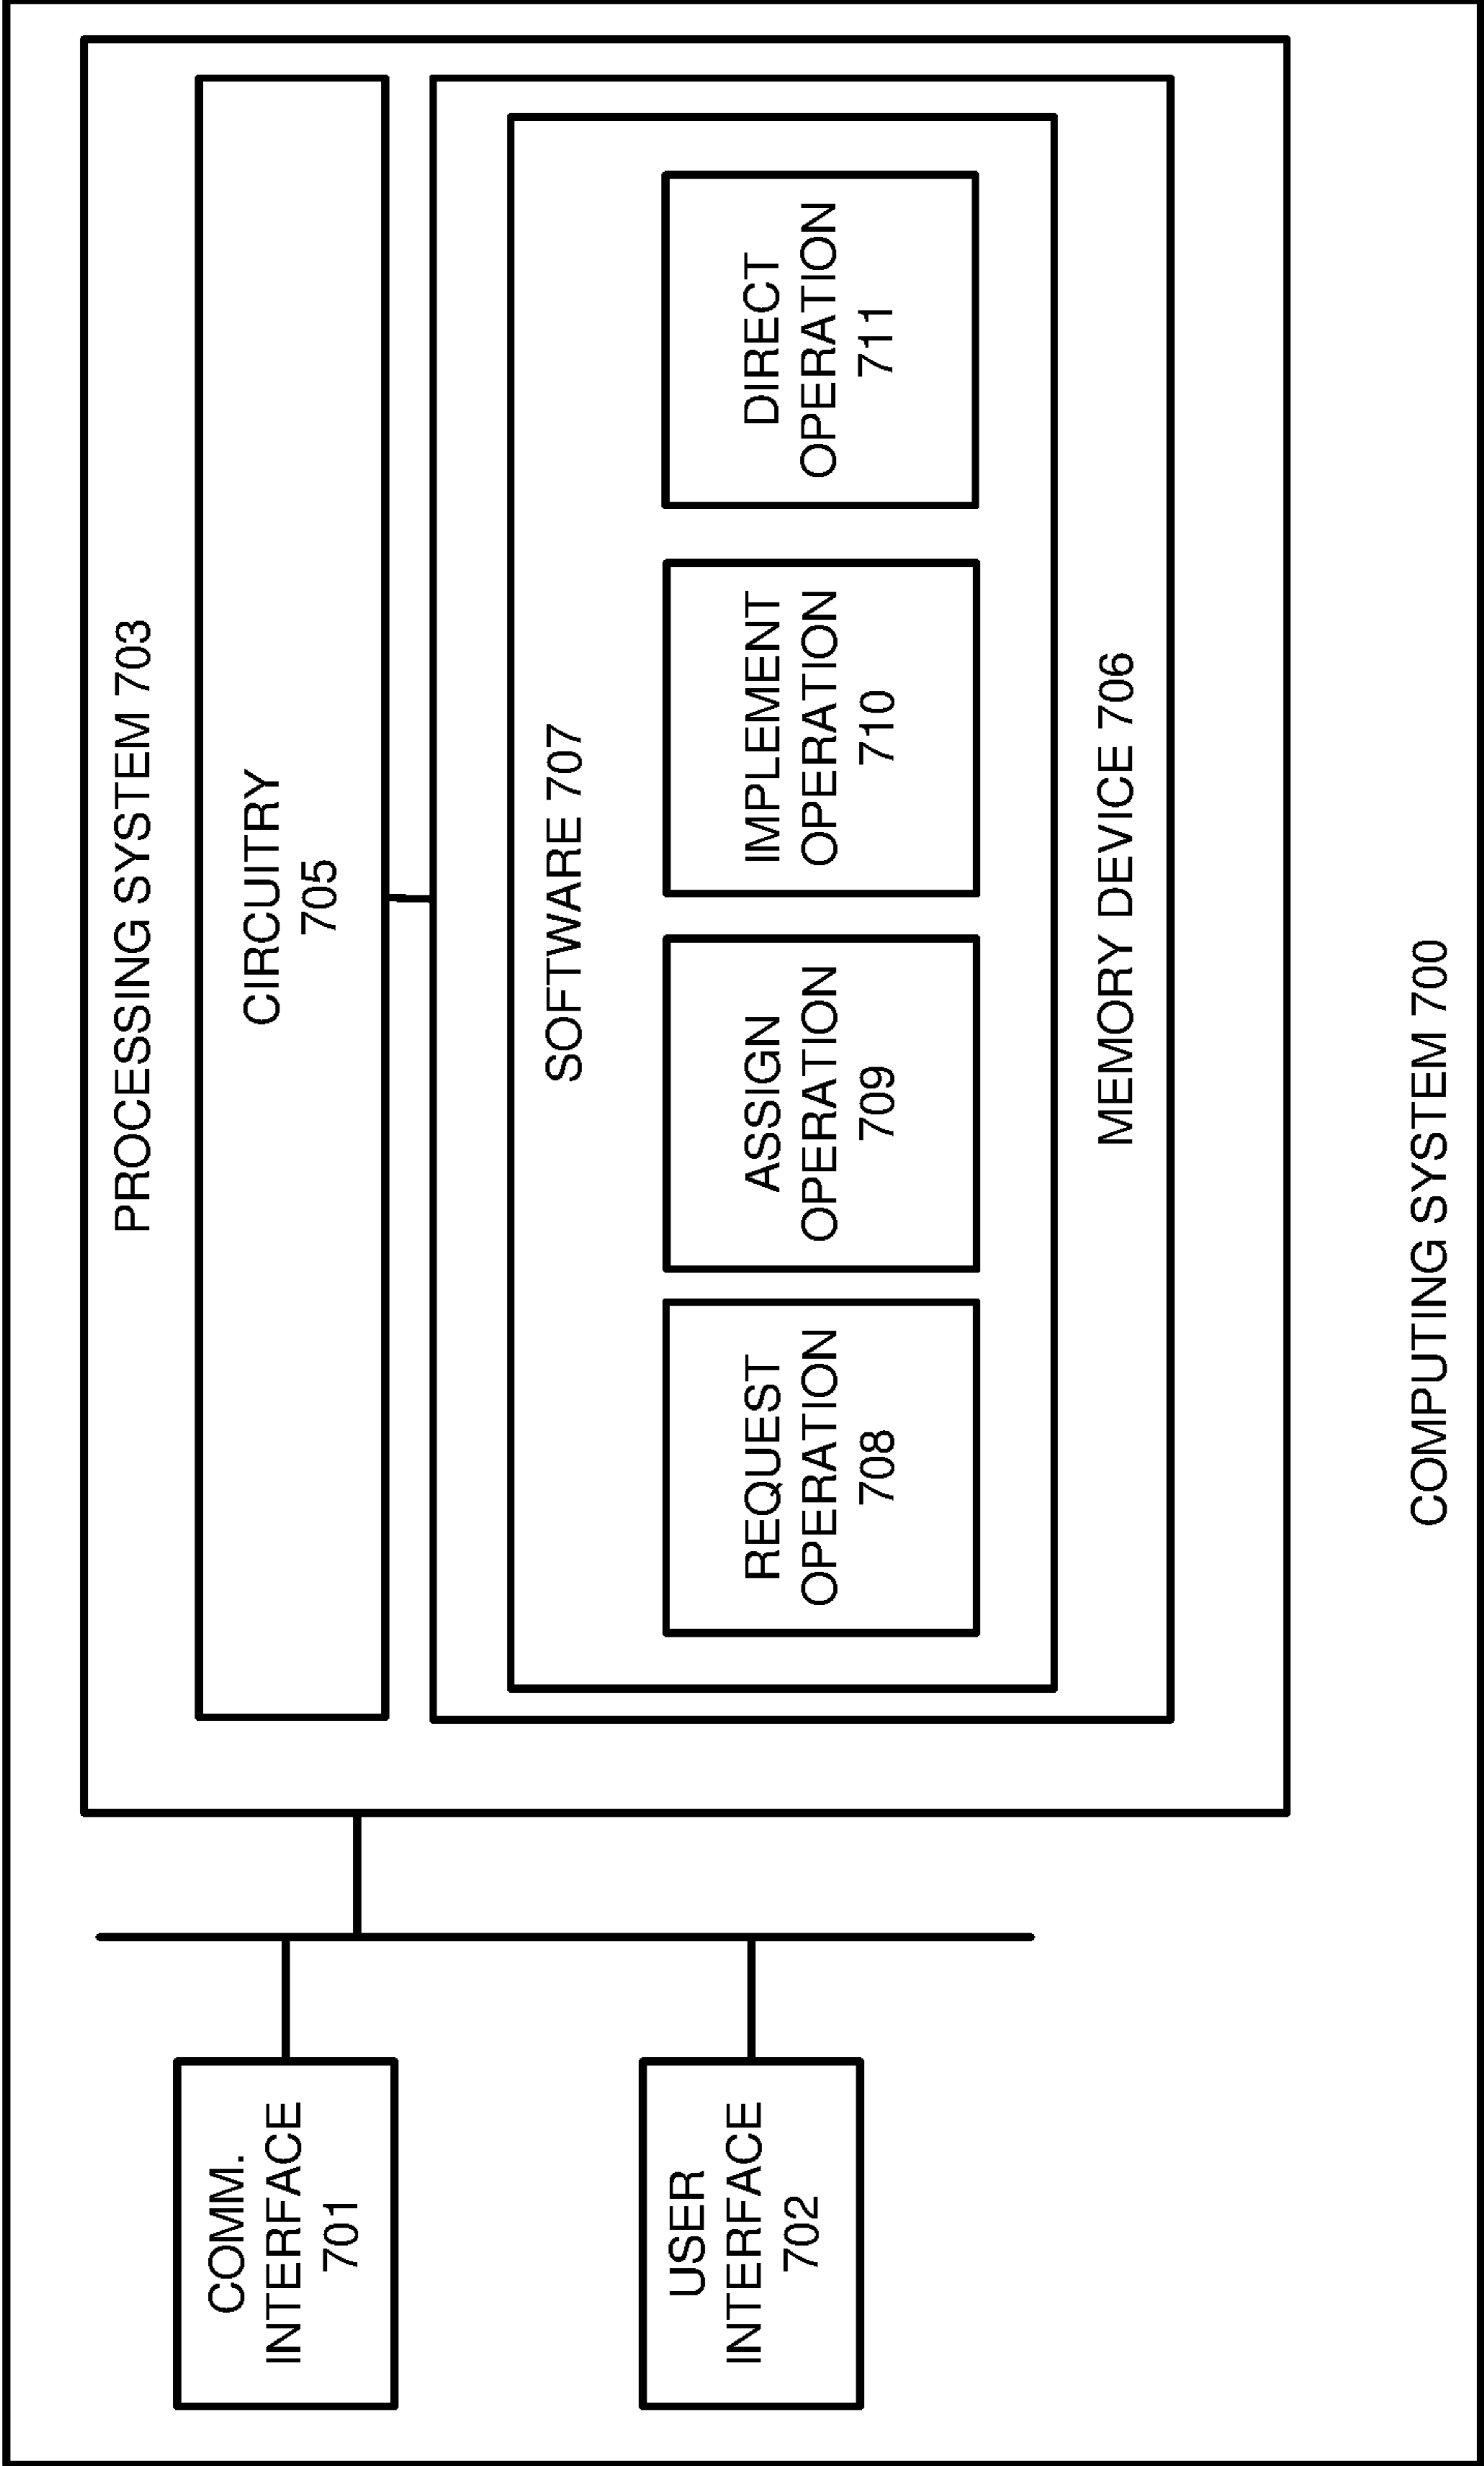 PROCESSING SYSTEM 703
CIRCUITRY
705
COMM.
INTERFACE
701
SOFTWARE 707
USER
INTERFACE
702
REQUEST
OPERATION
708
ASSIGN
OPERATION
709
IMPLEMENT
OPERATION
710
DIRECT
OPERATION
711
MEMORY DEVICE 706
COMPUTING SYSTEM 700